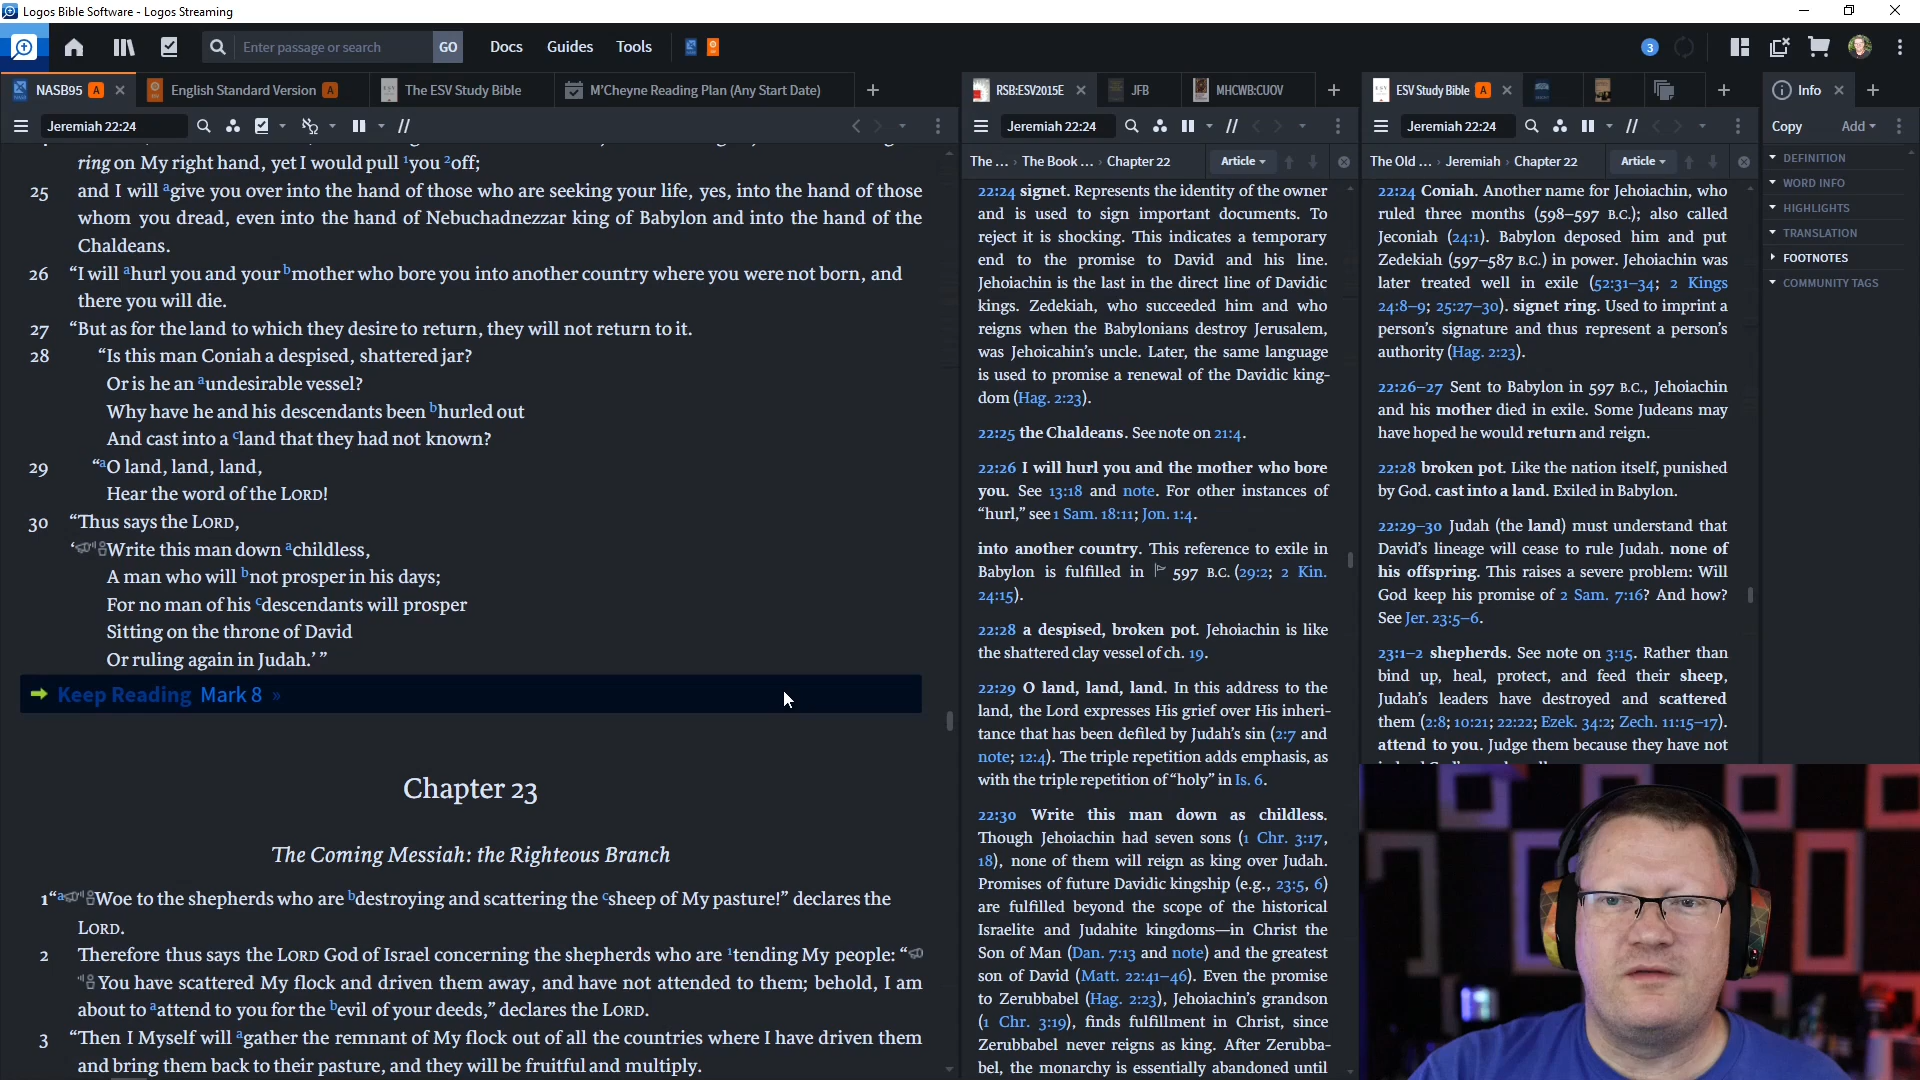 Logos Bible Software - Logos Streaming
Enter passage or search
GO
Docs
Guides
Tools
3
NASB95 A
English Standard Version A
The ESV Study Bible
M'Cheyne Reading Plan (Any Start Date)
Jeremiah 22:24
ring on My right hand, yet I would pull 1you 2off;
25 and I will agive you over into the hand of those who are seeking your life, yes, into the hand of those
whom you dread, even into the hand of Nebuchadnezzar king of Babylon and into the hand of the
Chaldeans.
26 “I will ahurl you and your bmother who bore you into another country where you were not born, and
there you will die.
27 “But as for the land to which they desire to return, they will not return to it.
28 “Is this man Coniah a despised, shattered jar?
Or is he an aundesirable vessel?
Why have he and his descendants been bhurled out
And cast into a cland that they had not known?
29 “aO land, land, land,
Hear the word of the LORD!
30 “Thus says the LORD,
‘Write this man down achildless,
A man who will bnot prosper in his days;
For no man of his cdescendants will prosper
Sitting on the throne of David
Or ruling again in Judah.’ ”
Keep Reading Mark 8 »
Chapter 23
The Coming Messiah: the Righteous Branch
1 “aWoe to the shepherds who are bdestroying and scattering the csheep of My pasture!” declares the
LORD.
2 Therefore thus says the LORD God of Israel concerning the shepherds who are 1tending My people: “
You have scattered My flock and driven them away, and have not attended to them; behold, I am
about to aattend to you for the bevil of your deeds,” declares the LORD.
3 “Then I Myself will agather the remnant of My flock out of all the countries where I have driven them
and bring them back to their pasture, and they will be fruitful and multiply.
RSB:ESV2015E
JFB
MHCWB:CUOV
Jeremiah 22:24
The ... › The Book ... › Chapter 22
Article
22:24 signet. Represents the identity of the owner
and is used to sign important documents. To
reject it is shocking. This indicates a temporary
end to the promise to David and his line.
Jehoiachin is the last in the direct line of Davidic
kings. Zedekiah, who succeeded him and who
reigns when the Babylonians destroy Jerusalem,
was Jehoicahin’s uncle. Later, the same language
is used to promise a renewal of the Davidic king-
dom (Hag. 2:23).
22:25 the Chaldeans. See note on 21:4.
22:26 I will hurl you and the mother who bore
you. See 13:18 and note. For other instances of
“hurl,” see 1 Sam. 18:11; Jon. 1:4.
into another country. This reference to exile in
Babylon is fulfilled in 597 B.C. (29:2; 2 Kin.
24:15).
22:28 a despised, broken pot. Jehoiachin is like
the shattered clay vessel of ch. 19.
22:29 O land, land, land. In this address to the
land, the Lord expresses His grief over His inheri-
tance that has been defiled by Judah’s sin (2:7 and
note; 12:4). The triple repetition adds emphasis, as
with the triple repetition of “holy” in Is. 6.
22:30 Write this man down as childless.
Though Jehoiachin had seven sons (1 Chr. 3:17,
18), none of them will reign as king over Judah.
Promises of future Davidic kingship (e.g., 23:5, 6)
are fulfilled beyond the scope of the historical
Israelite and Judahite kingdoms—in Christ the
Son of Man (Dan. 7:13 and note) and the greatest
son of David (Matt. 22:41–46). Even the promise
to Zerubbabel (Hag. 2:23), Jehoiachin’s grandson
(1 Chr. 3:19), finds fulfillment in Christ, since
Zerubbabel never reigns as king. After Zerubba-
bel, the monarchy is essentially abandoned until
ESV Study Bible A
Jeremiah 22:24
The Old ... › Jeremiah › Chapter 22
Article
22:24 Coniah. Another name for Jehoiachin, who
ruled three months (598–597 B.C.); also called
Jeconiah (24:1). Babylon deposed him and put
Zedekiah (597–587 B.C.) in power. Jehoiachin was
later treated well in exile (52:31–34; 2 Kings
24:8–9; 25:27–30). signet ring. Used to imprint a
person’s signature and thus represent a person’s
authority (Hag. 2:23).
22:26–27 Sent to Babylon in 597 B.C., Jehoiachin
and his mother died in exile. Some Judeans may
have hoped he would return and reign.
22:28 broken pot. Like the nation itself, punished
by God. cast into a land. Exiled in Babylon.
22:29–30 Judah (the land) must understand that
David’s lineage will cease to rule Judah. none of
his offspring. This raises a severe problem: Will
God keep his promise of 2 Sam. 7:16? And how?
See Jer. 23:5–6.
23:1–2 shepherds. See note on 3:15. Rather than
bind up, heal, protect, and feed their sheep,
Judah’s leaders have destroyed and scattered
them (2:8; 10:21; 22:22; Ezek. 34:2; Zech. 11:15–17).
attend to you. Judge them because they have not
Info
Copy
Add
DEFINITION
WORD INFO
HIGHLIGHTS
TRANSLATION
FOOTNOTES
COMMUNITY TAGS